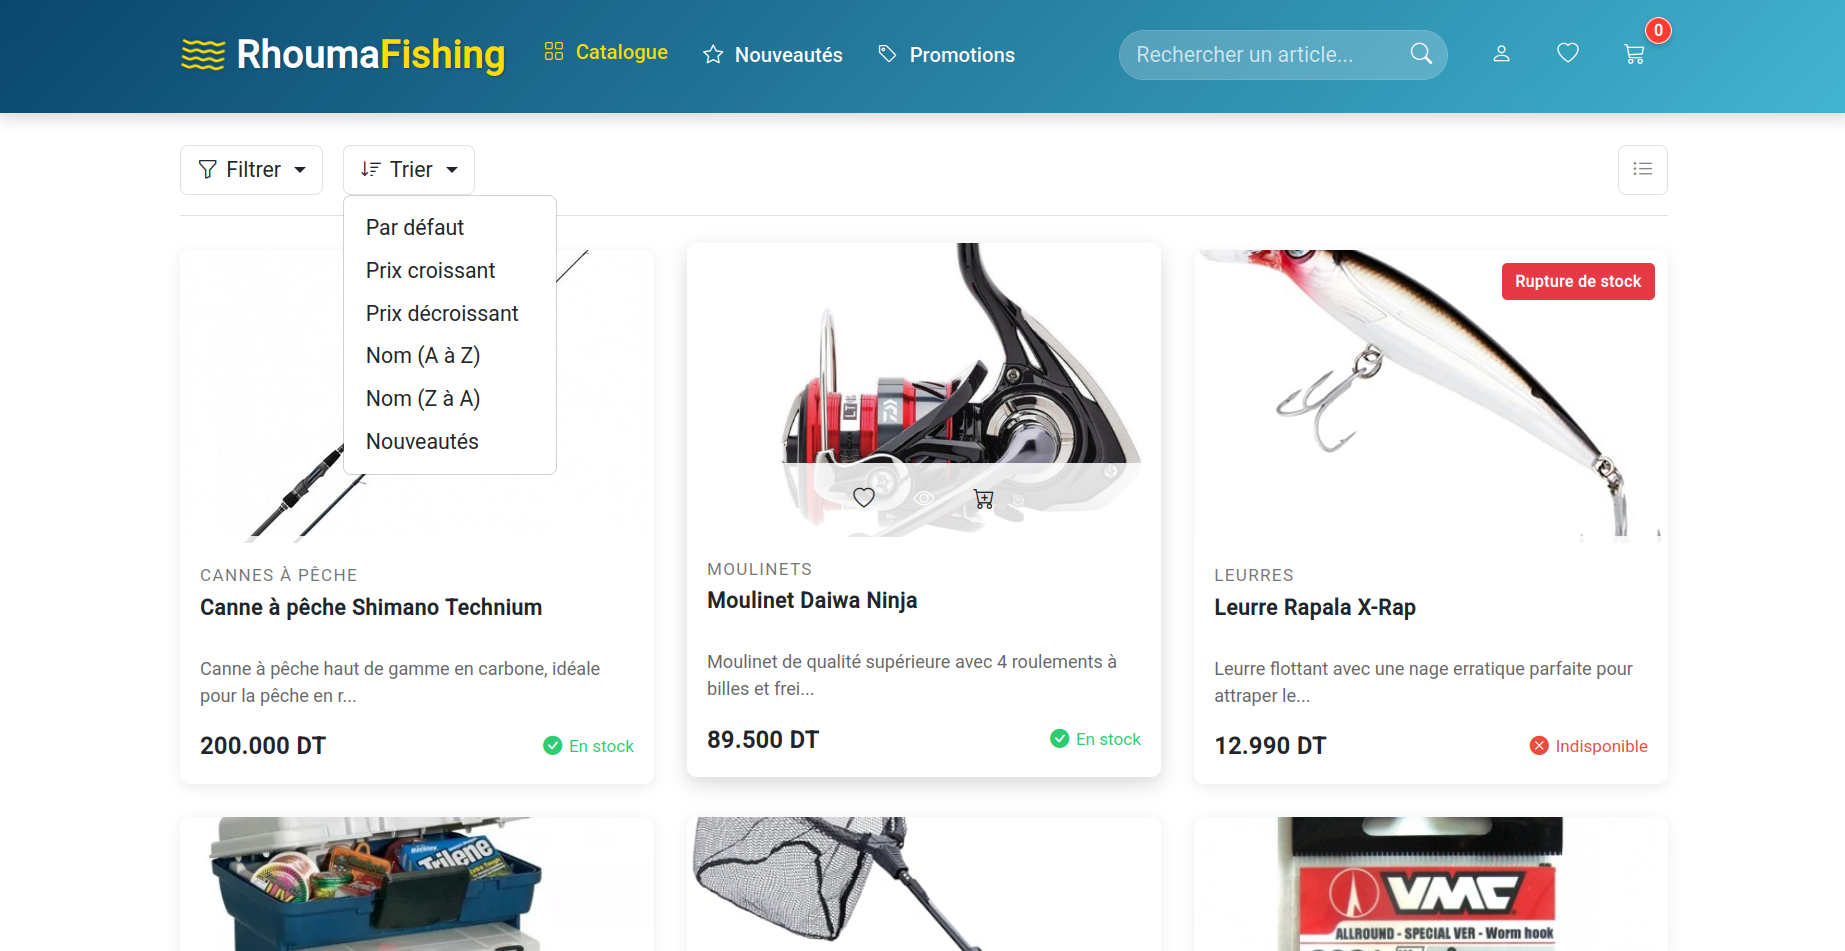 RhoumaFishing
Catalogue
Nouveautés
Promotions
Rechercher un article...
0
Filtrer
Trier
Par défaut
Prix croissant
Prix décroissant
Nom (A à Z)
Nom (Z à A)
Nouveautés
Rupture de stock
CANNES À PÊCHE
Canne à pêche Shimano Technium
Canne à pêche haut de gamme en carbone, idéale
pour la pêche en r...
200.000 DT
En stock
MOULINETS
Moulinet Daiwa Ninja
Moulinet de qualité supérieure avec 4 roulements à
billes et frei...
89.500 DT
En stock
LEURRES
Leurre Rapala X-Rap
Leurre flottant avec une nage erratique parfaite pour
attraper le...
12.990 DT
Indisponible
Trilene
VMC
ALLROUND - SPECIAL VER - Worm hook